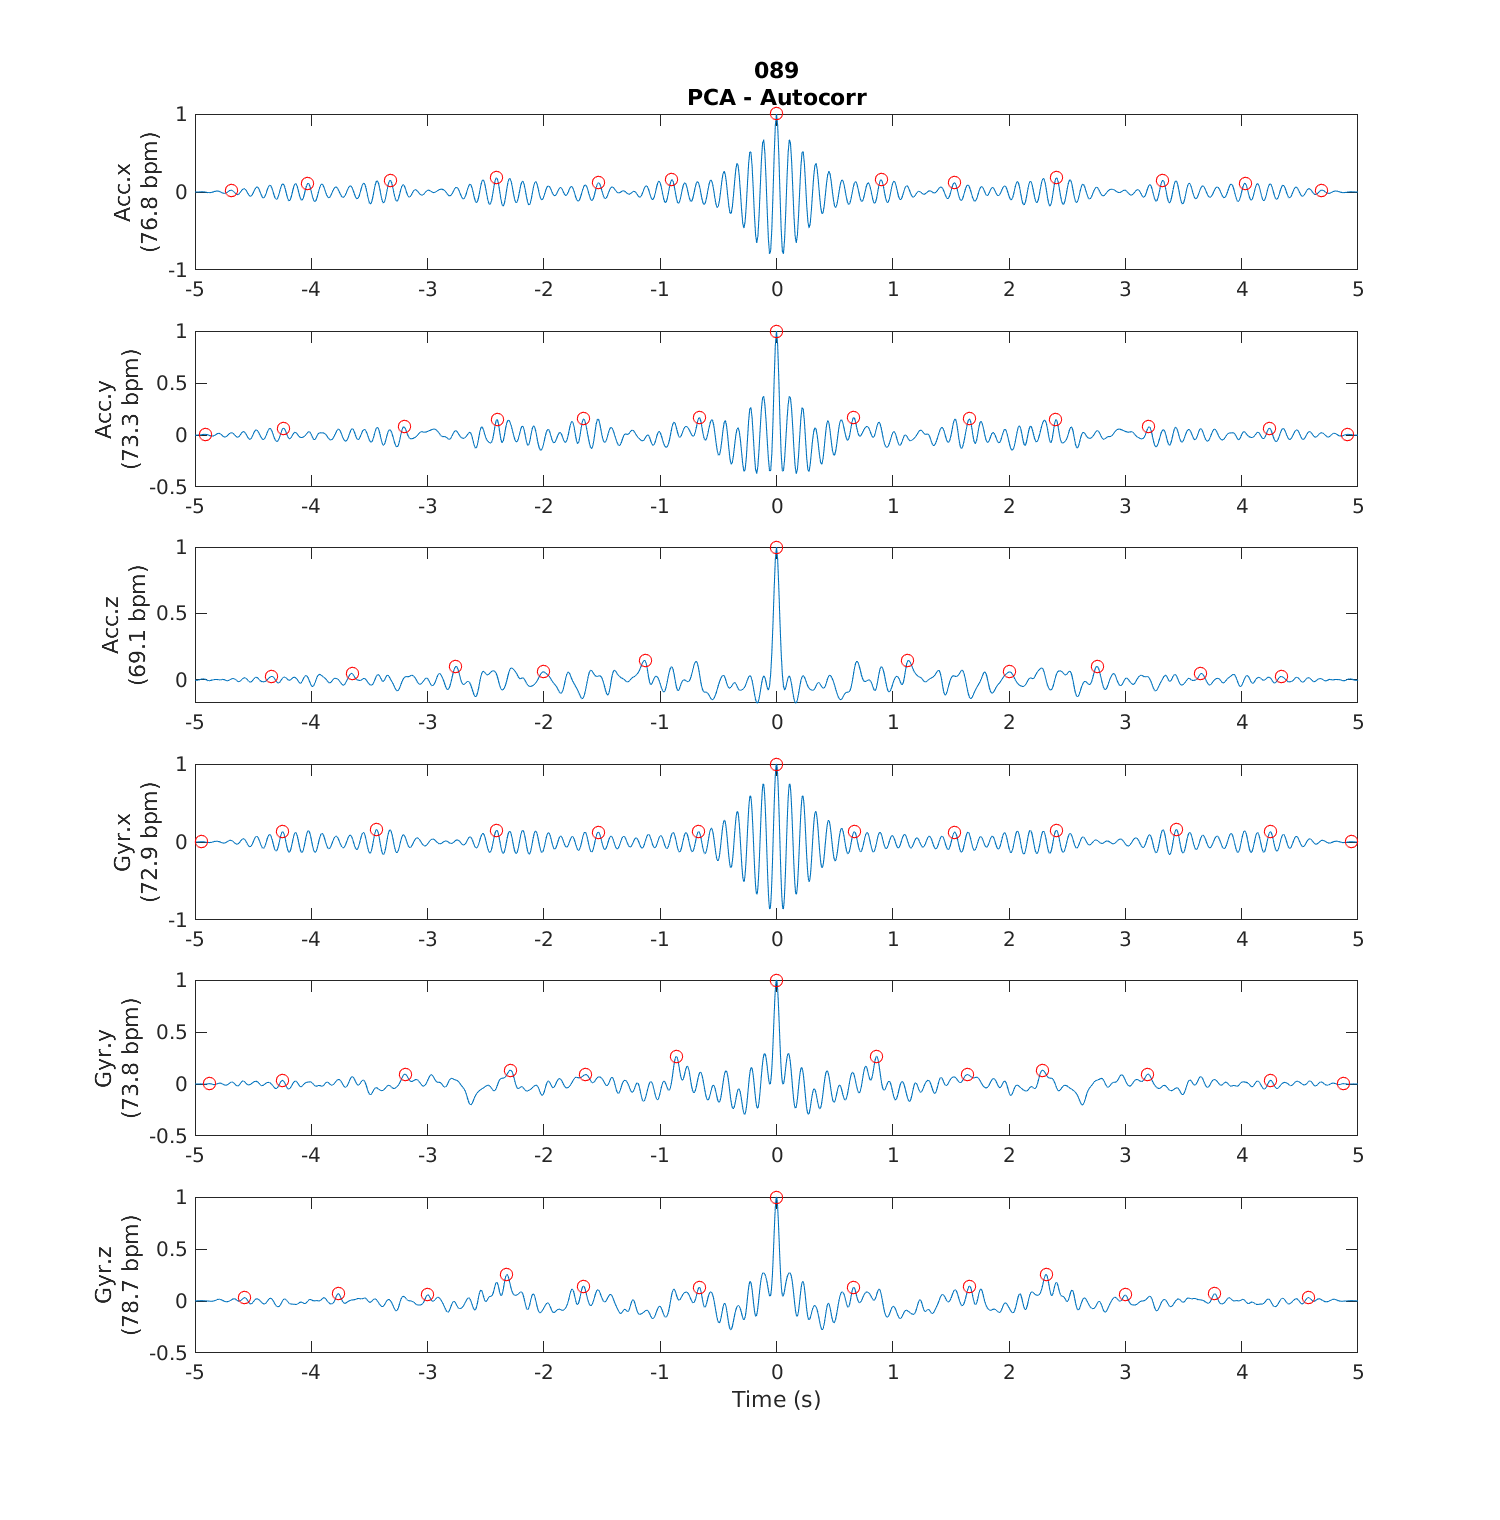 089
PCA - Autocorr
Acc.x
(76.8 bpm)
1
0
-1
-5 -4 -3 -2 -1 0 1 2 3 4 5
Acc.y
(73.3 bpm)
1
0.5
0
-0.5
-5 -4 -3 -2 -1 0 1 2 3 4 5
Acc.z
(69.1 bpm)
1
0.5
0
-5 -4 -3 -2 -1 0 1 2 3 4 5
Gyr.x
(72.9 bpm)
1
0
-1
-5 -4 -3 -2 -1 0 1 2 3 4 5
Gyr.y
(73.8 bpm)
1
0.5
0
-0.5
-5 -4 -3 -2 -1 0 1 2 3 4 5
Gyr.z
(78.7 bpm)
1
0.5
0
-0.5
-5 -4 -3 -2 -1 0 1 2 3 4 5
Time (s)